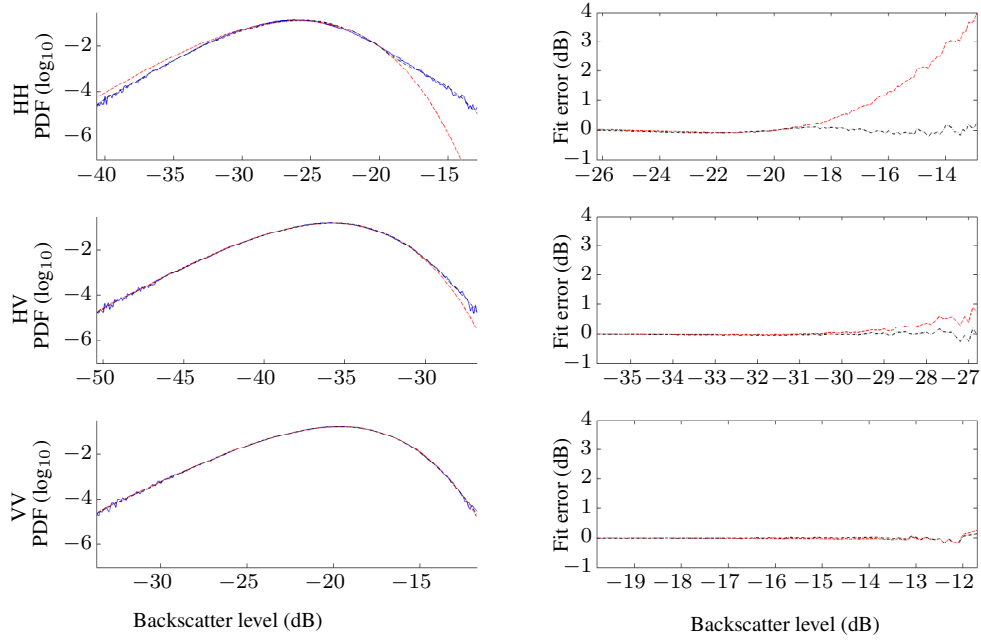 HH
PDF (log₁₀)
−2
−4
−6
−40 −35 −30 −25 −20 −15
Fit error (dB)
4
3
2
1
0
−1
−26 −24 −22 −20 −18 −16 −14
HV
PDF (log₁₀)
−2
−4
−6
−50 −45 −40 −35 −30
Fit error (dB)
4
3
2
1
0
−1
−35 −34 −33 −32 −31 −30 −29 −28 −27
VV
PDF (log₁₀)
−2
−4
−6
−30 −25 −20 −15
Backscatter level (dB)
Fit error (dB)
4
3
2
1
0
−1
−19 −18 −17 −16 −15 −14 −13 −12
Backscatter level (dB)